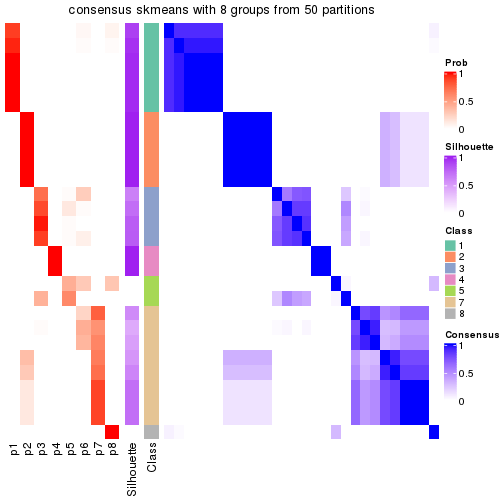 consensus skmeans with 8 groups from 50 partitions
Prob
1
0.5
0
Silhouette
1
0.5
0
Class
1
2
3
4
5
7
8
Consensus
1
0.5
0
p1
p2
p3
p4
p5
p6
p7
p8
Silhouette
Class